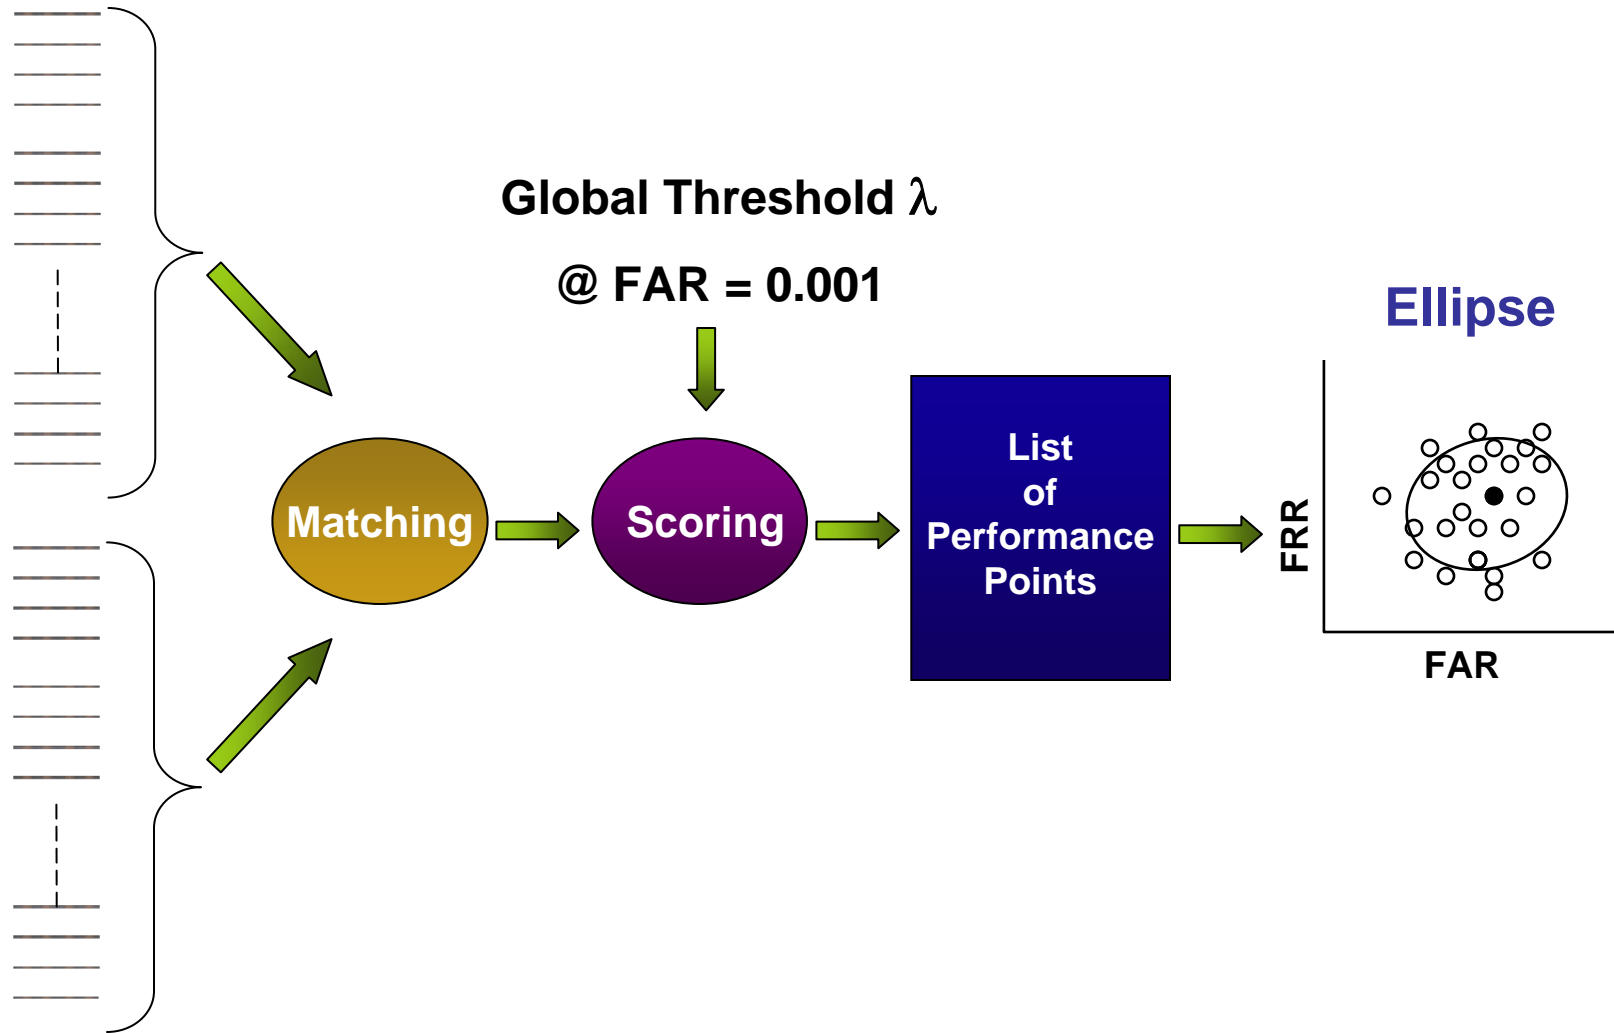 Global Threshold λ
@ FAR = 0.001
Matching
Scoring
List
of
Performance
Points
Ellipse
FRR
FAR